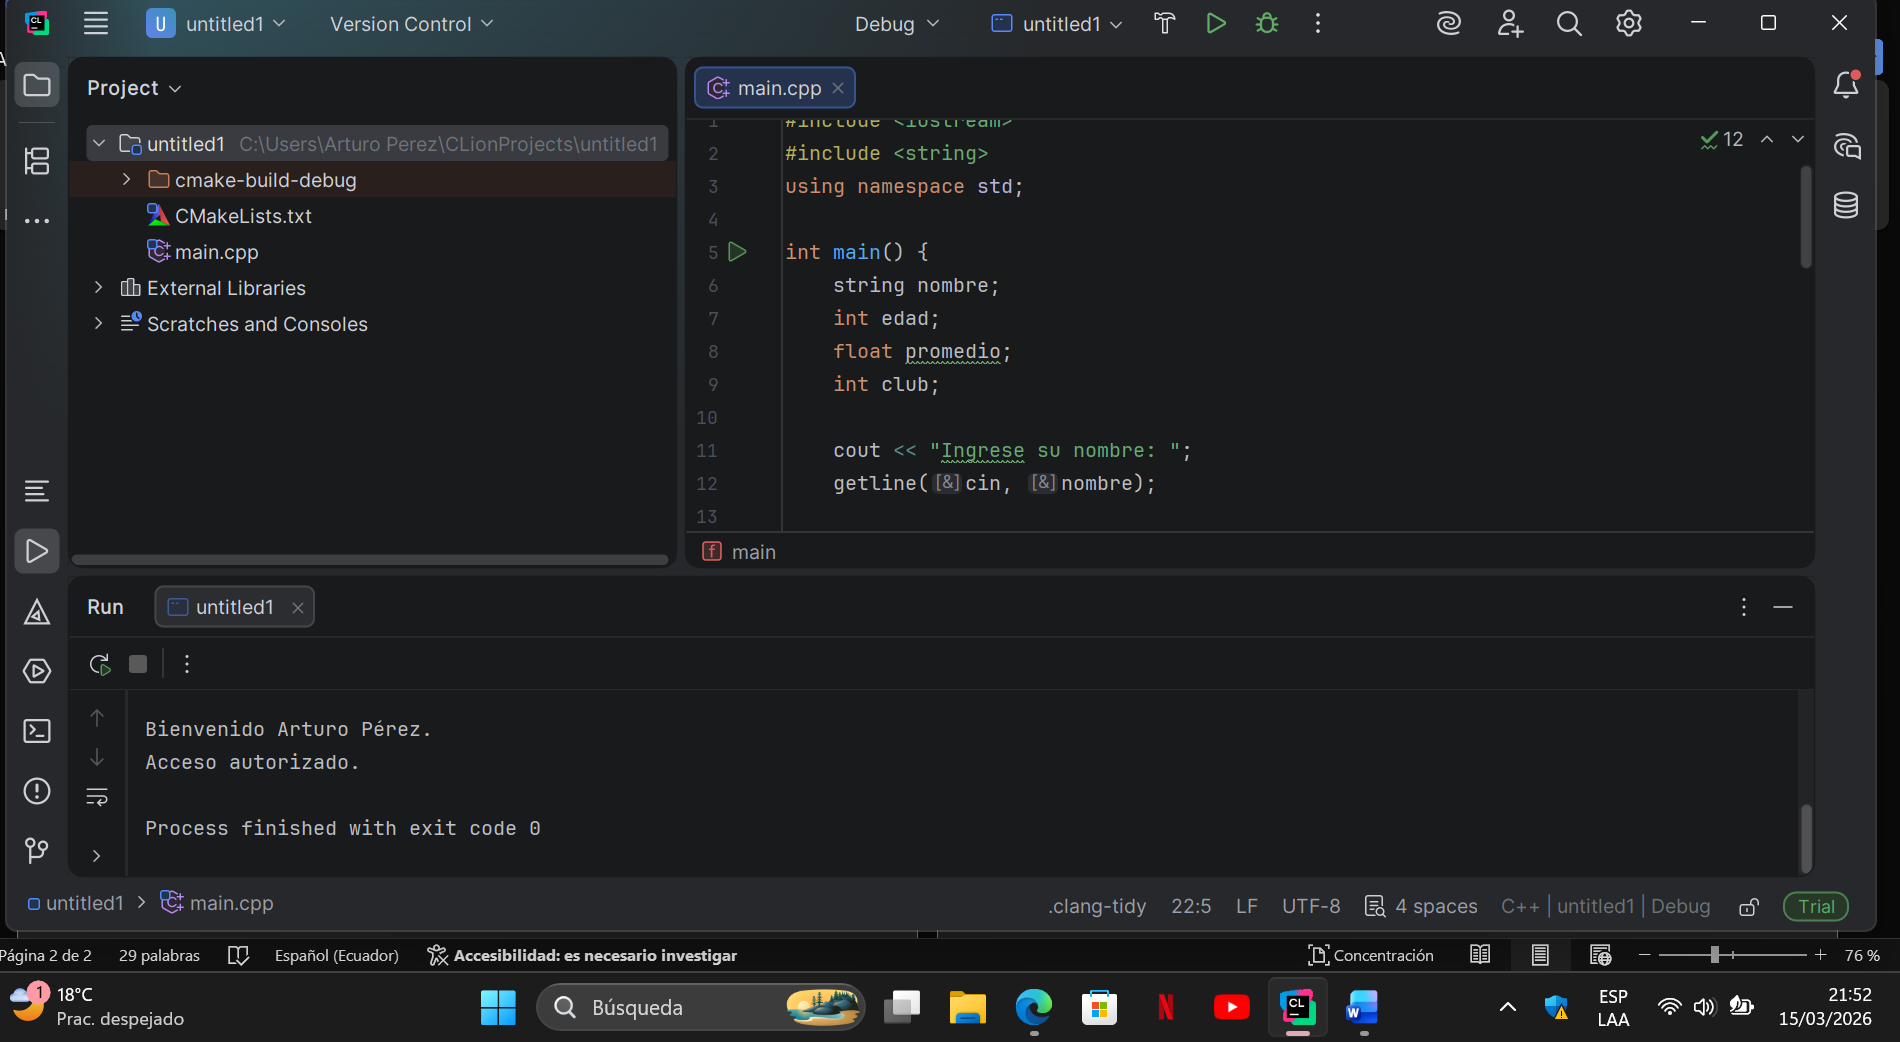 CL U untitled1 Version Control Debug untitled1
Project
untitled1 C:\Users\Arturo Perez\CLionProjects\untitled1
cmake-build-debug
CMakeLists.txt
main.cpp
External Libraries
Scratches and Consoles
main.cpp
12
1 #include <iostream>
2 #include <string>
3 using namespace std;
4
5 int main() {
6 string nombre;
7 int edad;
8 float promedio;
9 int club;
10
11 cout << "Ingrese su nombre: ";
12 getline([&]cin, [&]nombre);
13
f main
Run untitled1
Bienvenido Arturo Pérez.
Acceso autorizado.
Process finished with exit code 0
untitled1 > main.cpp .clang-tidy 22:5 LF UTF-8 4 spaces C++ | untitled1 | Debug Trial
Página 2 de 2 29 palabras Español (Ecuador) Accesibilidad: es necesario investigar Concentración 76 %
1 18°C
Prac. despejado
Búsqueda
N
CL
W
ESP
LAA
21:52
15/03/2026